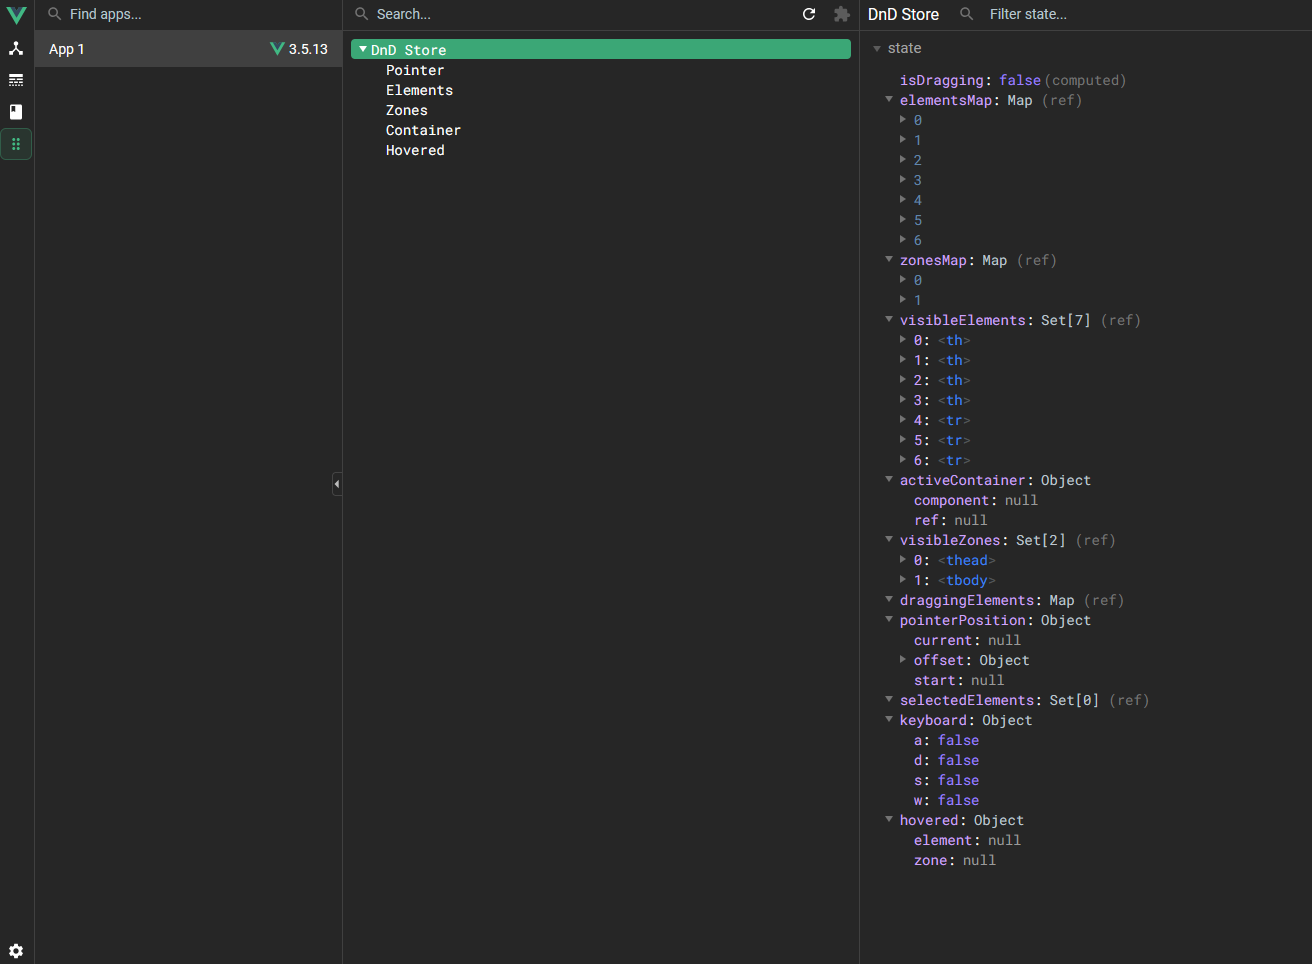 Find apps...
App 1
3.5.13
Search...
DnD Store
Pointer
Elements
Zones
Container
Hovered
DnD Store
Filter state...
state
isDragging: false (computed)
elementsMap: Map (ref)
0
1
2
3
4
5
6
zonesMap: Map (ref)
0
1
visibleElements: Set[7] (ref)
0: <th>
1: <th>
2: <th>
3: <th>
4: <tr>
5: <tr>
6: <tr>
activeContainer: Object
component: null
ref: null
visibleZones: Set[2] (ref)
0: <thead>
1: <tbody>
draggingElements: Map (ref)
pointerPosition: Object
current: null
offset: Object
start: null
selectedElements: Set[0] (ref)
keyboard: Object
a: false
d: false
s: false
w: false
hovered: Object
element: null
zone: null